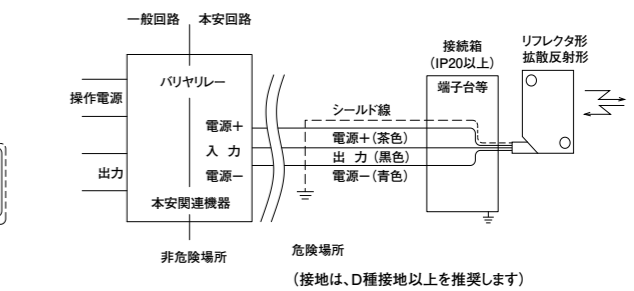 一般回路 本安回路
バリヤリレー
操作電源
出力
電源+
入 力
電源−
本安関連機器
非危険場所
シールド線
電源+(茶色)
出 力 (黒色)
電源−(青色)
危険場所
(接地は、D種接地以上を推奨します)
接続箱
(IP20以上)
端子台等
リフレクタ形
拡散反射形